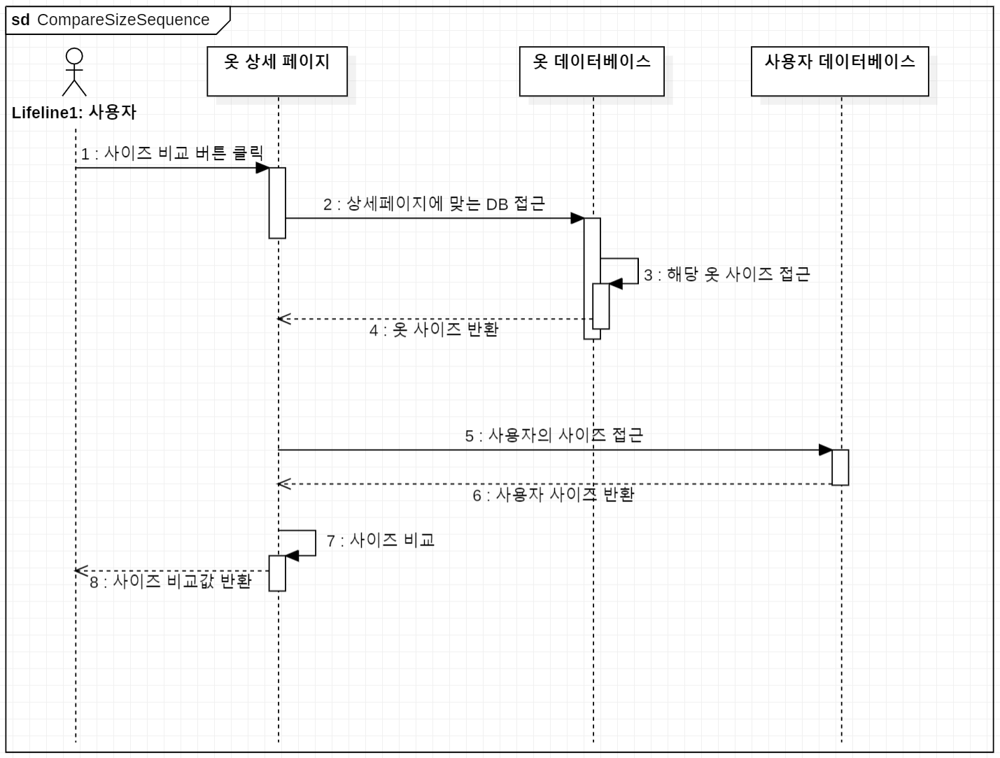 sd CompareSizeSequence
옷 상세 페이지
옷 데이터베이스
사용자 데이터베이스
Lifeline1: 사용자
1 : 사이즈 비교 버튼 클릭
2 : 상세페이지에 맞는 DB 접근
3 : 해당 옷 사이즈 접근
4 : 옷 사이즈 반환
5 : 사용자의 사이즈 접근
6 : 사용자 사이즈 반환
7 : 사이즈 비교
8 : 사이즈 비교값 반환